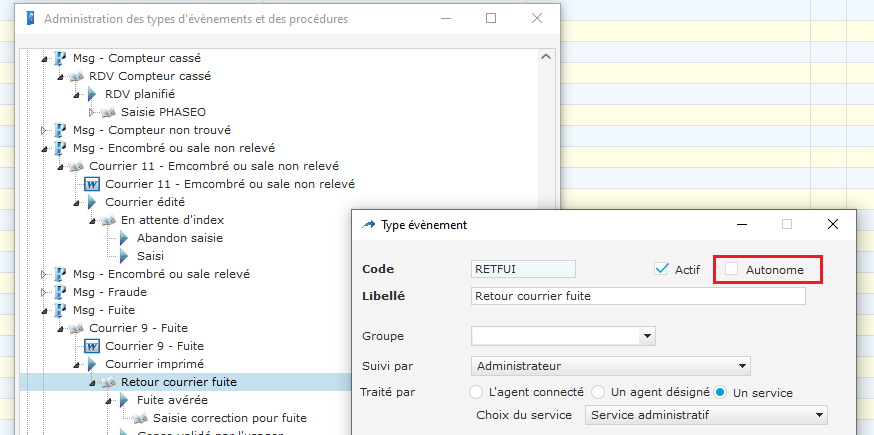 Administration des types d'évènements et des procédures
Msg - Compteur cassé
RDV Compteur cassé
RDV planifié
Saisie PHASEO
Msg - Compteur non trouvé
Msg - Encombré ou sale non relevé
Courrier 11 - Emcombré ou sale non relevé
Courrier 11 - Emcombré ou sale non relevé
Courrier édité
En attente d'index
Abandon saisie
Saisi
Msg - Encombré ou sale relevé
Msg - Fraude
Msg - Fuite
Courrier 9 - Fuite
Courrier 9 - Fuite
Courrier imprimé
Retour courrier fuite
Fuite avérée
Saisie correction pour fuite
Type évènement
Code RETFUI Actif Autonome
Libellé Retour courrier fuite
Groupe
Suivi par Administrateur
Traité par L'agent connecté Un agent désigné Un service
Choix du service Service administratif